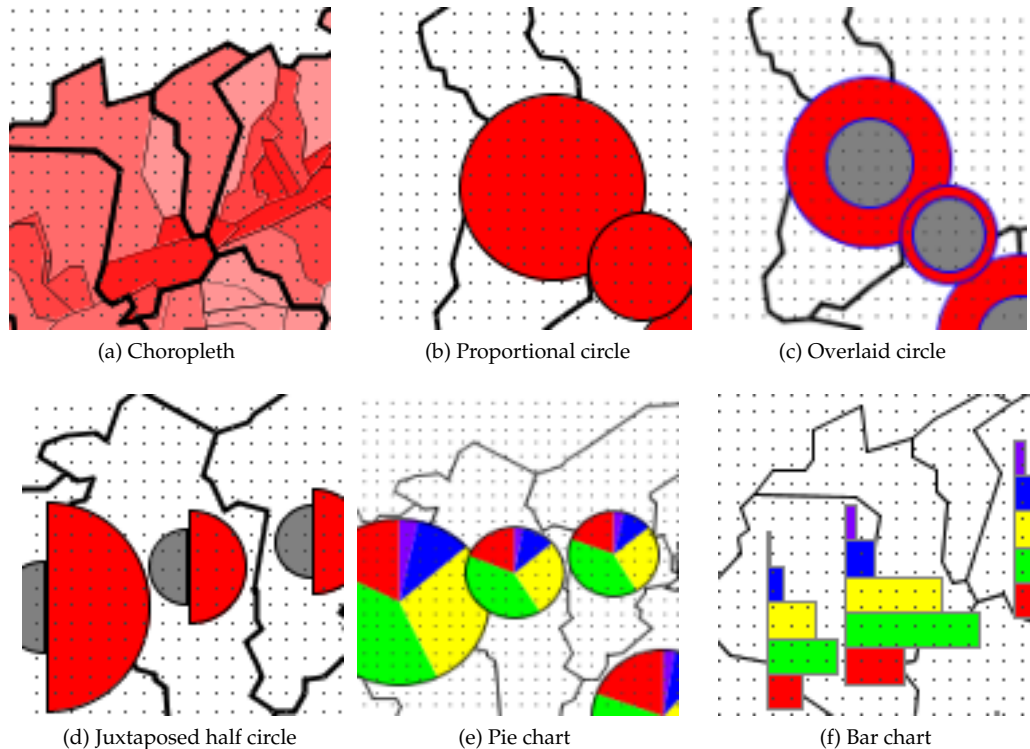 (a) Choropleth
(b) Proportional circle
(c) Overlaid circle
(d) Juxtaposed half circle
(e) Pie chart
(f) Bar chart